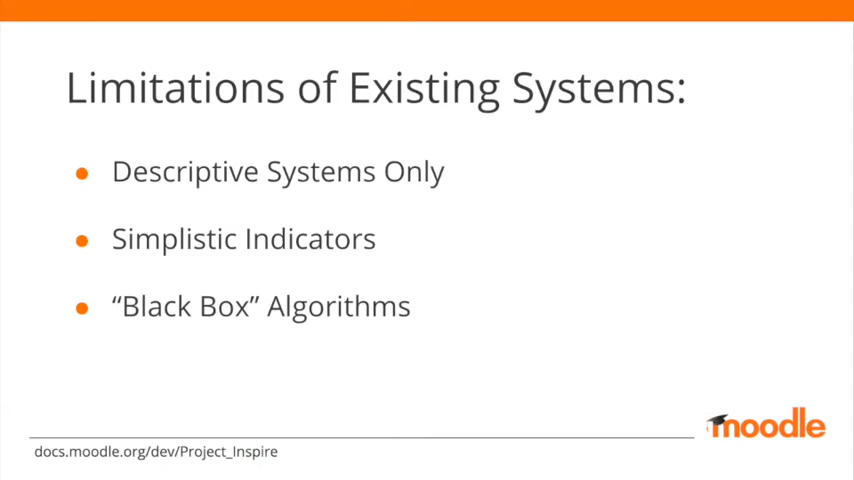 Limitations of Existing Systems:
Descriptive Systems Only
Simplistic Indicators
“Black Box” Algorithms
moodle
docs.moodle.org/dev/Project_Inspire